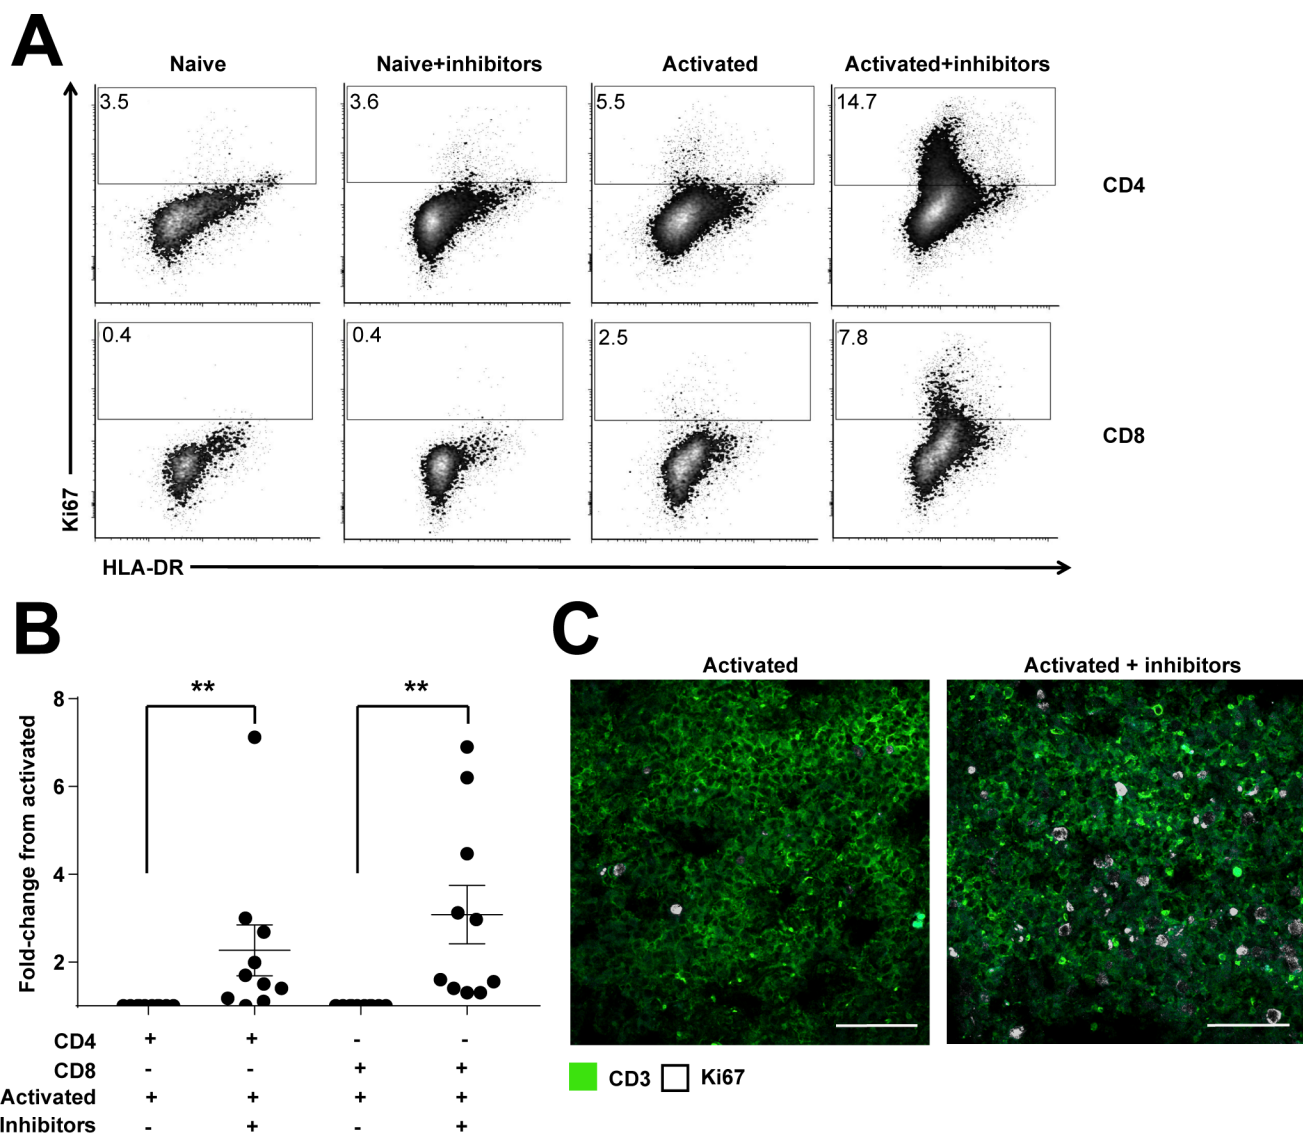 A
Naive
Naive+inhibitors
Activated
Activated+inhibitors
3.5
3.6
5.5
14.7
CD4
0.4
0.4
2.5
7.8
CD8
Ki67
HLA-DR
B
**
**
Fold-change from activated
8
6
4
2
CD4 + + - -
CD8 - - + +
Activated + + + +
Inhibitors - + - +
C
Activated
Activated + inhibitors
CD3
Ki67